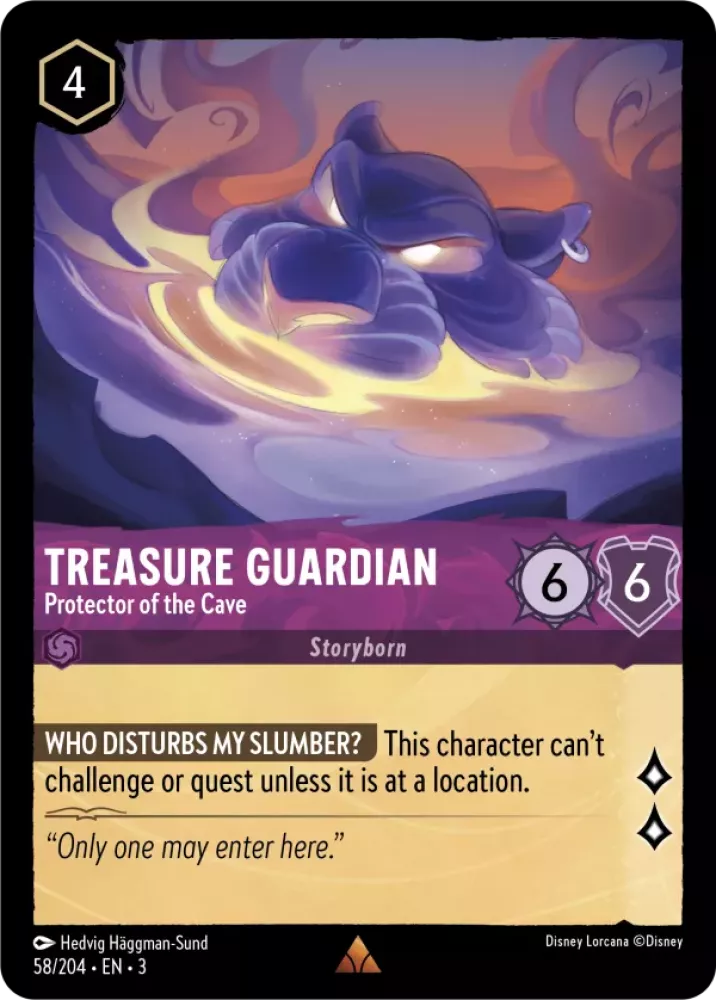 4
TREASURE GUARDIAN
Protector of the Cave
6
6
Storyborn
WHO DISTURBS MY SLUMBER? This character can’t
challenge or quest unless it is at a location.
“Only one may enter here.”
Hedvig Häggman-Sund
Disney Lorcana ©Disney
58/204 • EN • 3